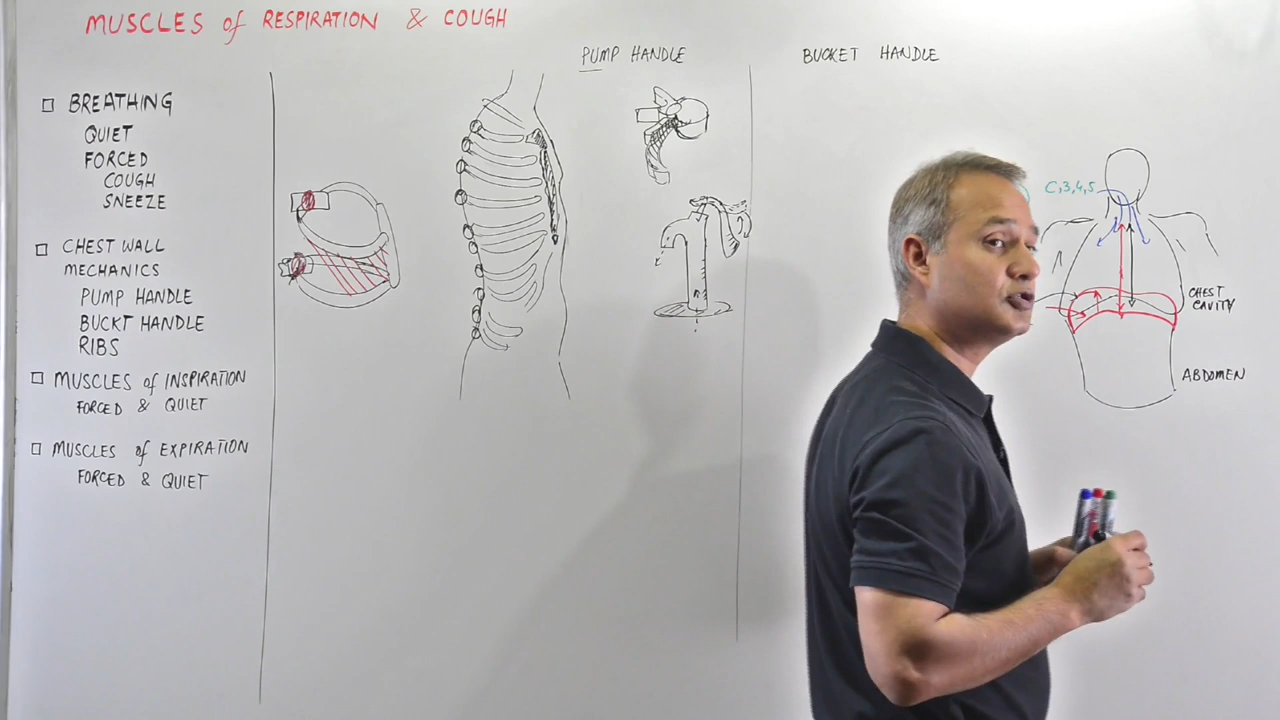 MUSCLES of RESPIRATION & COUGH
PUMP HANDLE
BUCKET HANDLE
BREATHING
QUIET
FORCED
COUGH
SNEEZE
CHEST WALL
MECHANICS
PUMP HANDLE
BUCKT HANDLE
RIBS
MUSCLES of INSPIRATION
FORCED & QUIET
MUSCLES of EXPIRATION
FORCED & QUIET
C,3,4,5
CHEST
CAVITY
ABDOMEN